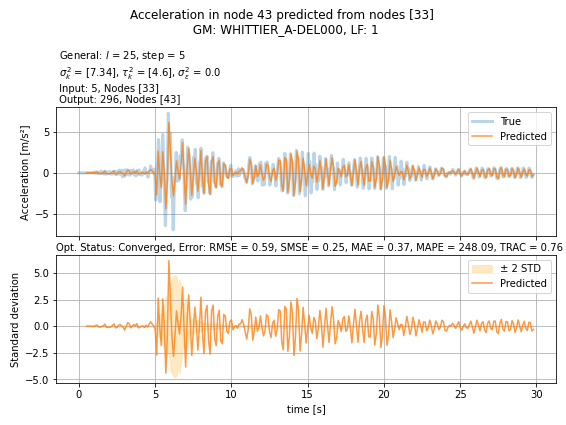 Acceleration in node 43 predicted from nodes [33]
GM: WHITTIER_A-DEL000, LF: 1
General: l = 25, step = 5
σ²ₖ = [7.34], τ²ₖ = [4.6], σ²ε = 0.0
Input: 5, Nodes [33]
Output: 296, Nodes [43]
Acceleration [m/s²]
5
0
−5
True
Predicted
Opt. Status: Converged, Error: RMSE = 0.59, SMSE = 0.25, MAE = 0.37, MAPE = 248.09, TRAC = 0.76
Standard deviation
5.0
2.5
0.0
−2.5
−5.0
± 2 STD
Predicted
0 5 10 15 20 25 30
time [s]